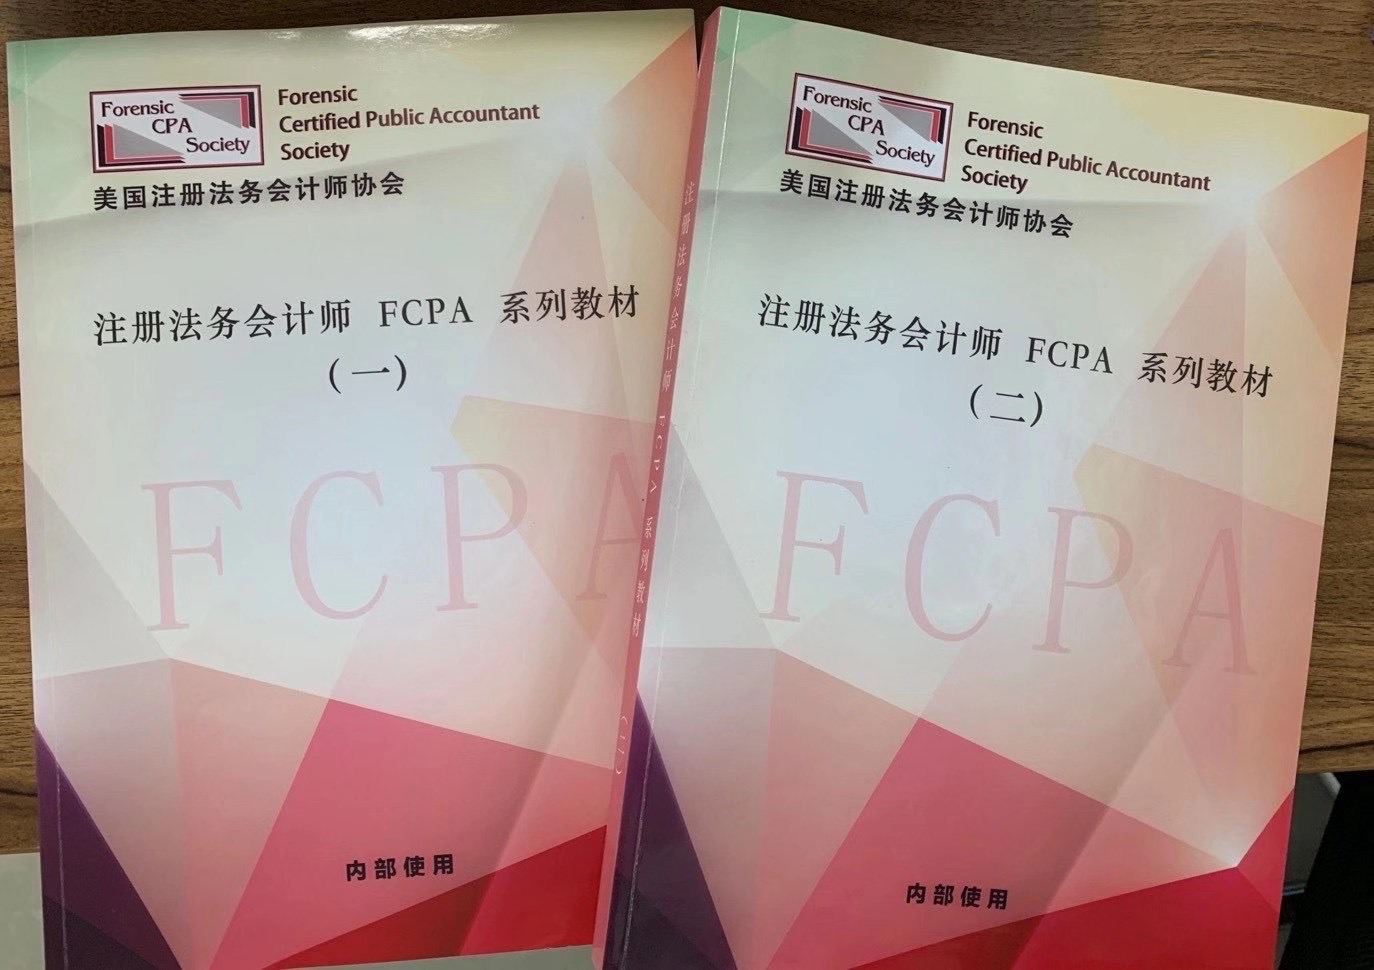 Forensic
CPA
Society
Forensic
Certified Public Accountant
Society
美国注册法务会计师协会
注册法务会计师 FCPA 系列教材
(一)
FCPA
内部使用
注册法务会计师 FCPA 系列教材 (二)
Forensic
CPA
Society
Forensic
Certified Public Accountant
Society
美国注册法务会计师协会
注册法务会计师 FCPA 系列教材
(二)
FCPA
内部使用